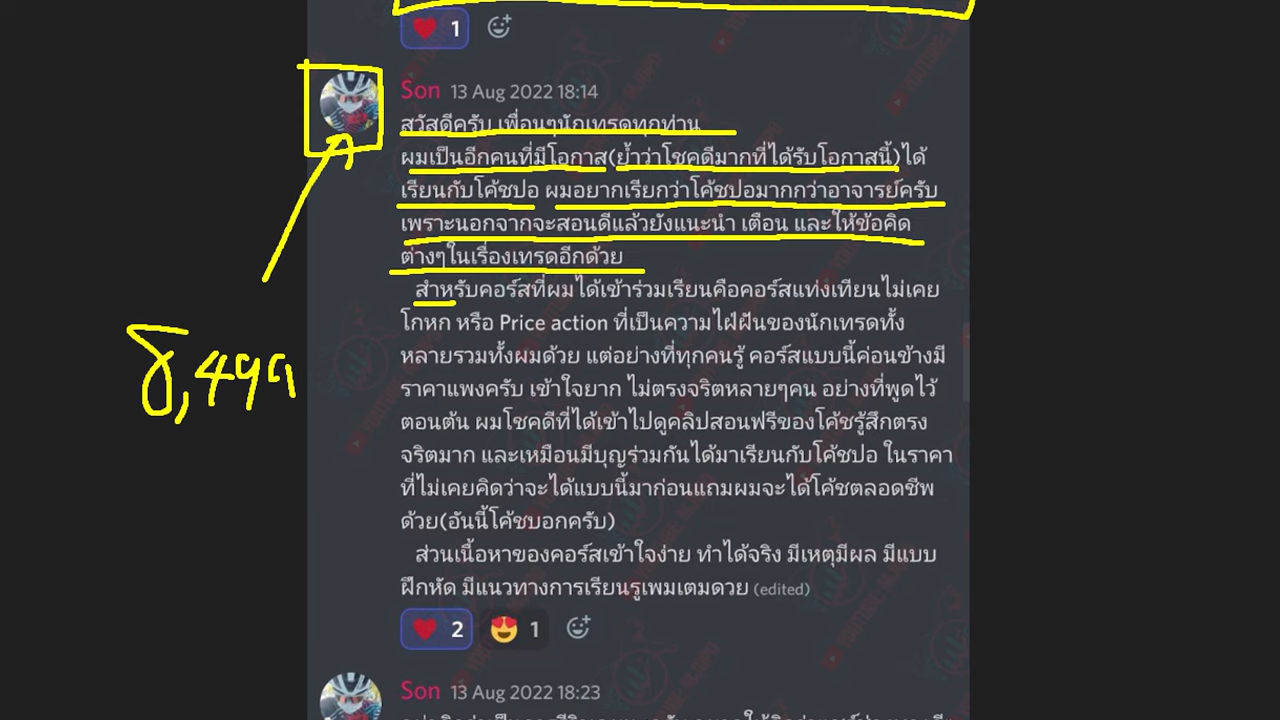 1
Son 13 Aug 2022 18:14
สวัสดีครับ เพื่อนๆนักเทรดทุกท่าน
ผมเป็นอีกคนที่มีโอกาส(ย้ำว่าโชคดีมากที่ได้รับโอกาสนี้)ได้
เรียนกับโค้ชปอ ผมอยากเรียกว่าโค้ชปอมากกว่าอาจารย์ครับ
เพราะนอกจากจะสอนดีแล้วยังแนะนำ เตือน และให้ข้อคิด
ต่างๆในเรื่องเทรดอีกด้วย
สำหรับคอร์สที่ผมได้เข้าร่วมเรียนคือคอร์สแท่งเทียนไม่เคย
โกหก หรือ Price action ที่เป็นความไฝ่ฝันของนักเทรดทั้ง
หลายรวมทั้งผมด้วย แต่อย่างที่ทุกคนรู้ คอร์สแบบนี้ค่อนข้างมี
ราคาแพงครับ เข้าใจยาก ไม่ตรงจริตหลายๆคน อย่างที่พูดไว้
ตอนต้น ผมโชคดีที่ได้เข้าไปดูคลิปสอนฟรีของโค้ชรู้สึกตรง
จริตมาก และเหมือนมีบุญร่วมกันได้มาเรียนกับโค้ชปอ ในราคา
ที่ไม่เคยคิดว่าจะได้แบบนี้มาก่อนแถมผมจะได้โค้ชตลอดชีพ
ด้วย(อันนี้โค้ชบอกครับ)
ส่วนเนื้อหาของคอร์สเข้าใจง่าย ทำได้จริง มีเหตุมีผล มีแบบ
ฝึกหัด มีแนวทางการเรียนรู้เพิ่มเติมด้วย (edited)
2 1
Son 13 Aug 2022 18:23